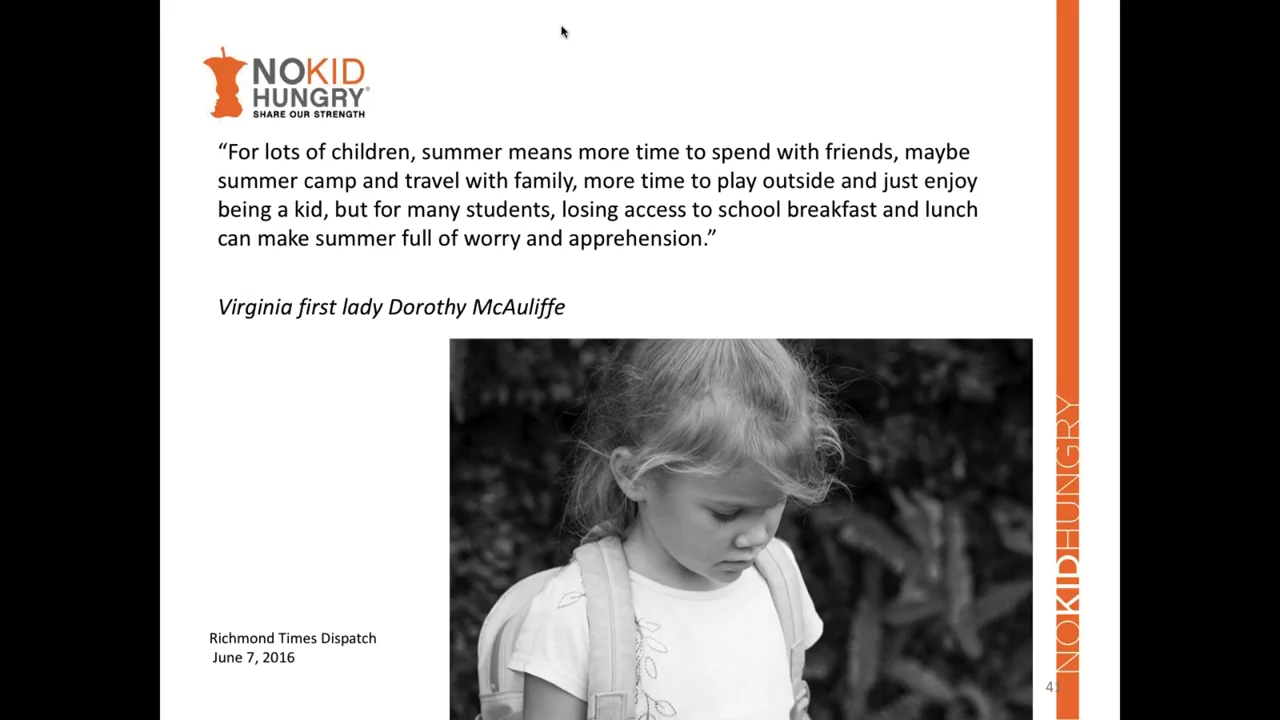 NOKID
HUNGRY®
SHARE OUR STRENGTH
“For lots of children, summer means more time to spend with friends, maybe
summer camp and travel with family, more time to play outside and just enjoy
being a kid, but for many students, losing access to school breakfast and lunch
can make summer full of worry and apprehension.”
Virginia first lady Dorothy McAuliffe
Richmond Times Dispatch
June 7, 2016
NOKIDHUNGRY
41